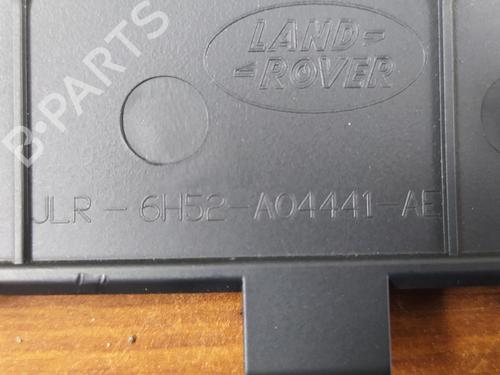 B-PARTS
LAND-
-ROVER
JLR - 6H52-A04441-AE